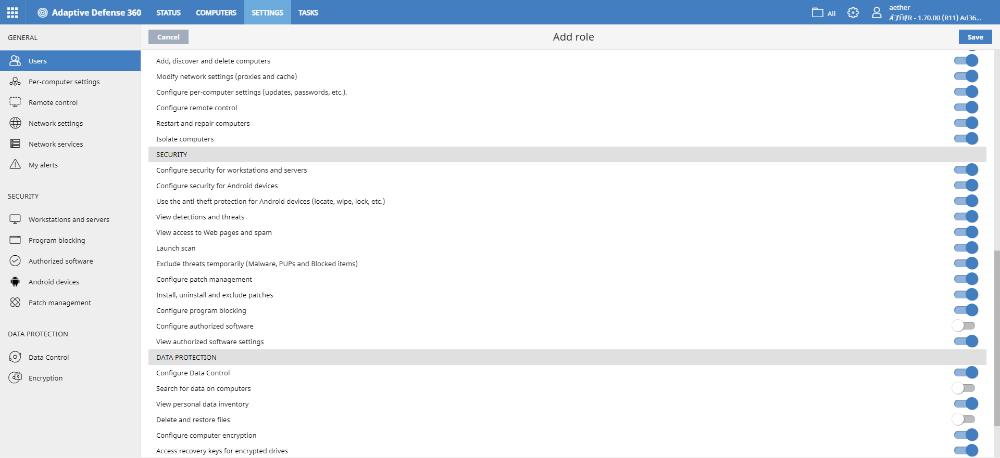 Adaptive Defense 360
STATUS
COMPUTERS
SETTINGS
TASKS
All
aether
1.70.00 (R11) Ad36...
GENERAL
Users
Per-computer settings
Remote control
Network settings
Network services
My alerts
SECURITY
Workstations and servers
Program blocking
Authorized software
Android devices
Patch management
DATA PROTECTION
Data Control
Encryption
Cancel
Add role
Save
Add, discover and delete computers
Modify network settings (proxies and cache)
Configure per-computer settings (updates, passwords, etc.).
Configure remote control
Restart and repair computers
Isolate computers
SECURITY
Configure security for workstations and servers
Configure security for Android devices
Use the anti-theft protection for Android devices (locate, wipe, lock, etc.)
View detections and threats
View access to Web pages and spam
Launch scan
Exclude threats temporarily (Malware, PUPs and Blocked items)
Configure patch management
Install, uninstall and exclude patches
Configure program blocking
Configure authorized software
View authorized software settings
DATA PROTECTION
Configure Data Control
Search for data on computers
View personal data inventory
Delete and restore files
Configure computer encryption
Access recovery keys for encrypted drives